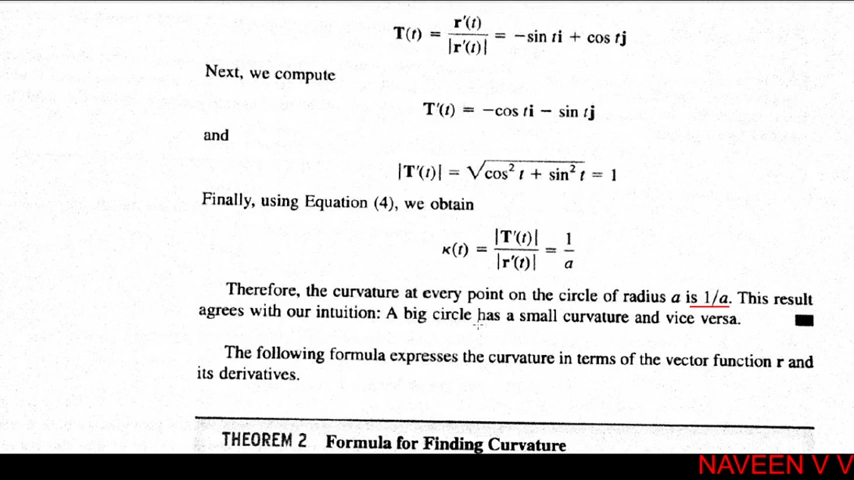 T(t) = r'(t) / |r'(t)| = −sin ti + cos tj
Next, we compute
T'(t) = −cos ti − sin tj
and
|T'(t)| = √cos² t + sin² t = 1
Finally, using Equation (4), we obtain
κ(t) = |T'(t)| / |r'(t)| = 1 / a
Therefore, the curvature at every point on the circle of radius a is 1/a. This result
agrees with our intuition: A big circle has a small curvature and vice versa.
The following formula expresses the curvature in terms of the vector function r and
its derivatives.
THEOREM 2 Formula for Finding Curvature
NAVEEN V V